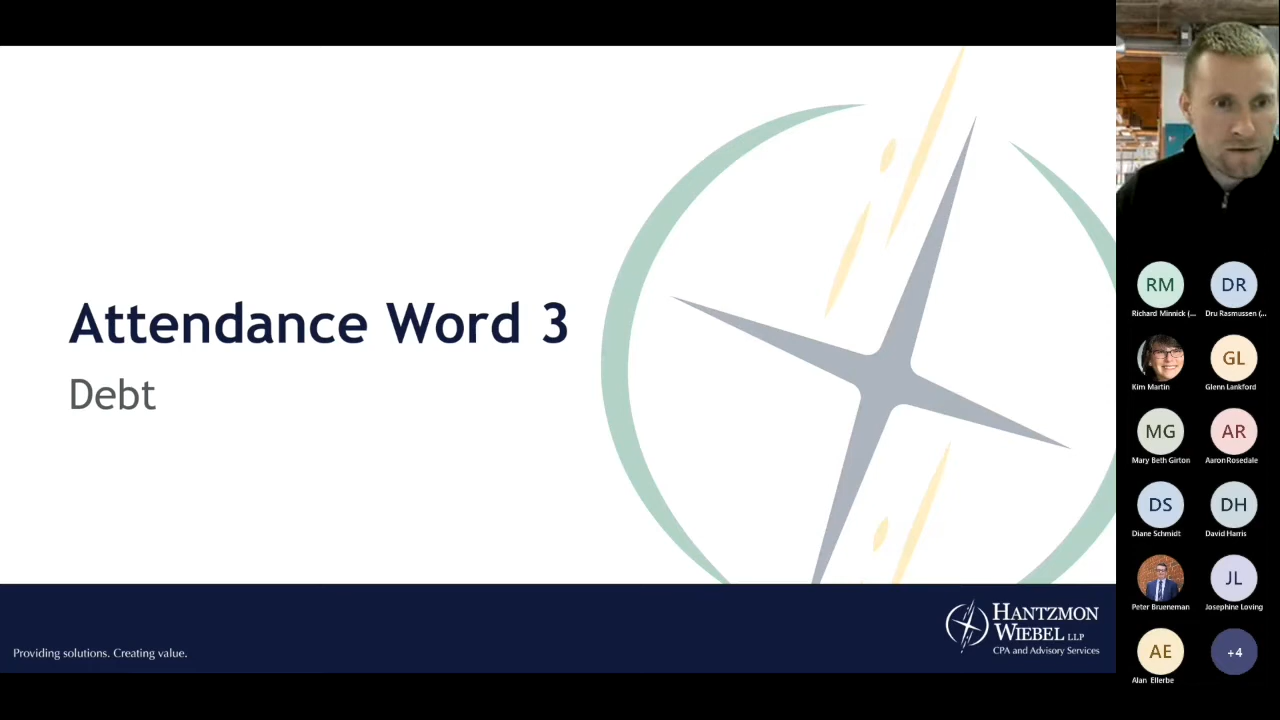 Attendance Word 3
Debt
Providing solutions. Creating value.
HANTZMON
WIEBEL LLP
CPA and Advisory Services
RM
DR
Richard Minnick (...
Dru Rasmussen (...
GL
Kim Martin
Glenn Lankford
MG
AR
Mary Beth Girton
Aaron Rosedale
DS
DH
Diane Schmidt
David Harris
JL
Peter Brueneman
Josephine Loving
AE
+4
Alan Ellerbe